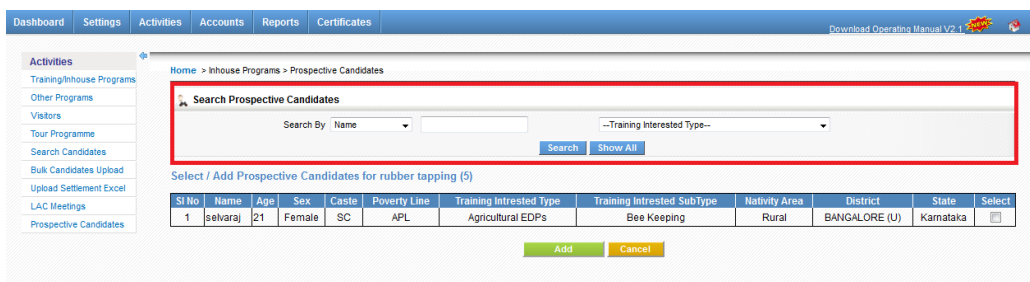 Dashboard Settings Activities Accounts Reports Certificates
Download Operating Manual V2.1 NEW
Activities
Training/Inhouse Programs
Other Programs
Visitors
Tour Programme
Search Candidates
Bulk Candidates Upload
Upload Settlement Excel
LAC Meetings
Prospective Candidates
Home > Inhouse Programs > Prospective Candidates
Search Prospective Candidates
Search By Name --Training Interested Type--
Search Show All
Select / Add Prospective Candidates for rubber tapping (5)
Sl No Name Age Sex Caste Poverty Line Training Intrested Type Training Intrested SubType Nativity Area District State Select
1 selvaraj 21 Female SC APL Agricultural EDPs Bee Keeping Rural BANGALORE (U) Karnataka
Add Cancel